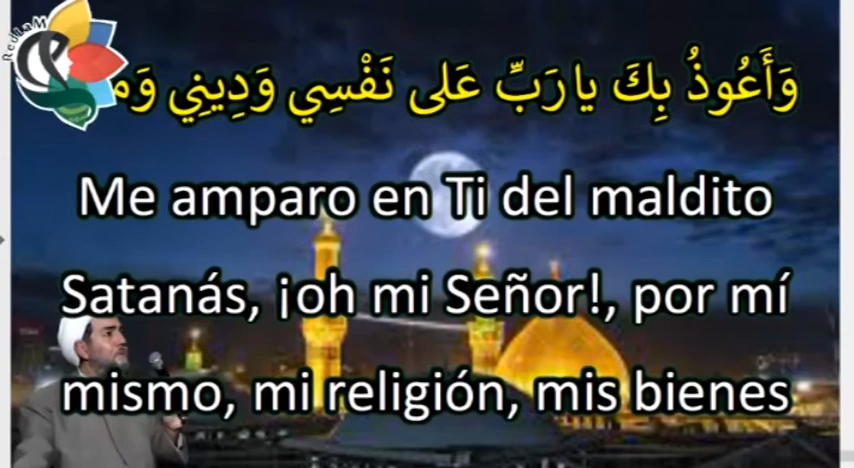 RedIaM
وَأَعُوذُ بِكَ يا رَبِّ عَلى نَفْسِي وَدِينِي
Me amparo en Ti del maldito
Satanás, ¡oh mi Señor!, por mí
mismo, mi religión, mis bienes